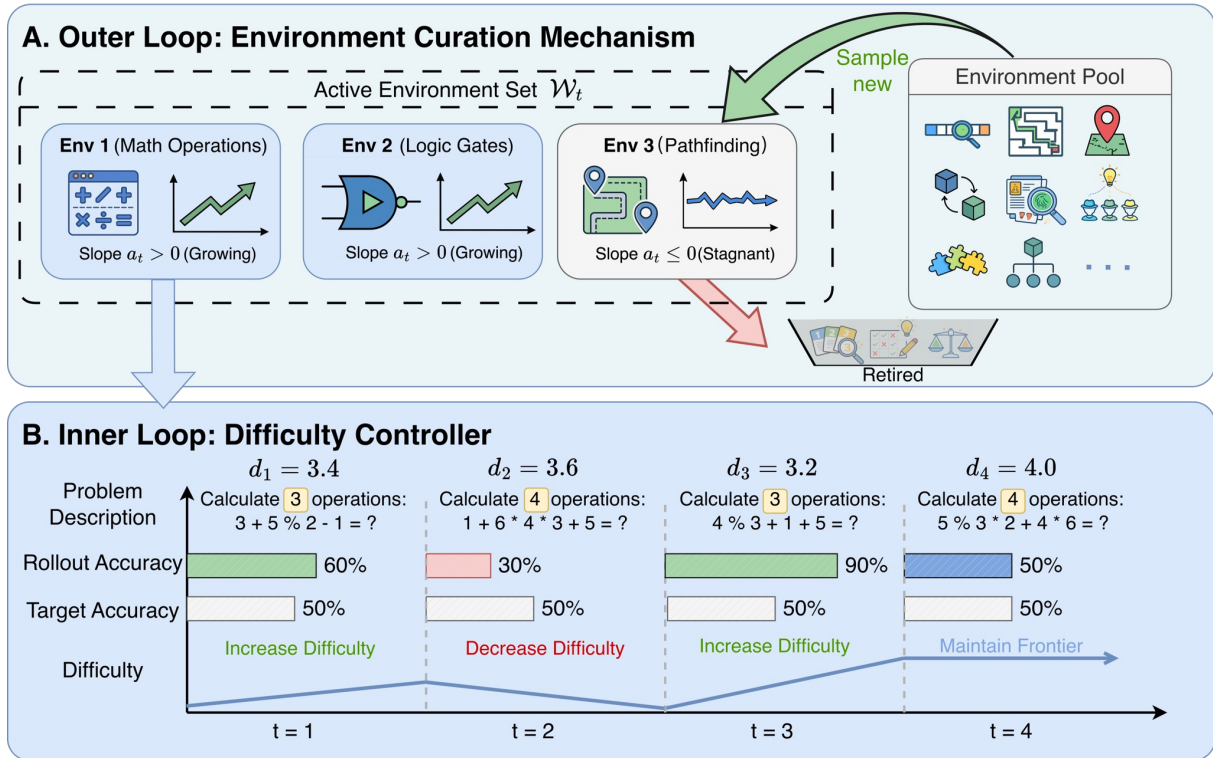 A. Outer Loop: Environment Curation Mechanism
Sample
new
Environment Pool
Active Environment Set 𝒲ₜ
Env 1 (Math Operations)
Slope aₜ > 0 (Growing)
Env 2 (Logic Gates)
Slope aₜ > 0 (Growing)
Env 3 (Pathfinding)
Slope aₜ ≤ 0 (Stagnant)
. . .
Retired
B. Inner Loop: Difficulty Controller
Problem
Description
d₁ = 3.4
Calculate 3 operations:
3 + 5 % 2 - 1 = ?
d₂ = 3.6
Calculate 4 operations:
1 + 6 * 4 * 3 + 5 = ?
d₃ = 3.2
Calculate 3 operations:
4 % 3 + 1 + 5 = ?
d₄ = 4.0
Calculate 4 operations:
5 % 3 * 2 + 4 * 6 = ?
Rollout Accuracy 60% 30% 90% 50%
Target Accuracy 50% 50% 50% 50%
Difficulty
Increase Difficulty
Decrease Difficulty
Increase Difficulty
Maintain Frontier
t = 1 t = 2 t = 3 t = 4